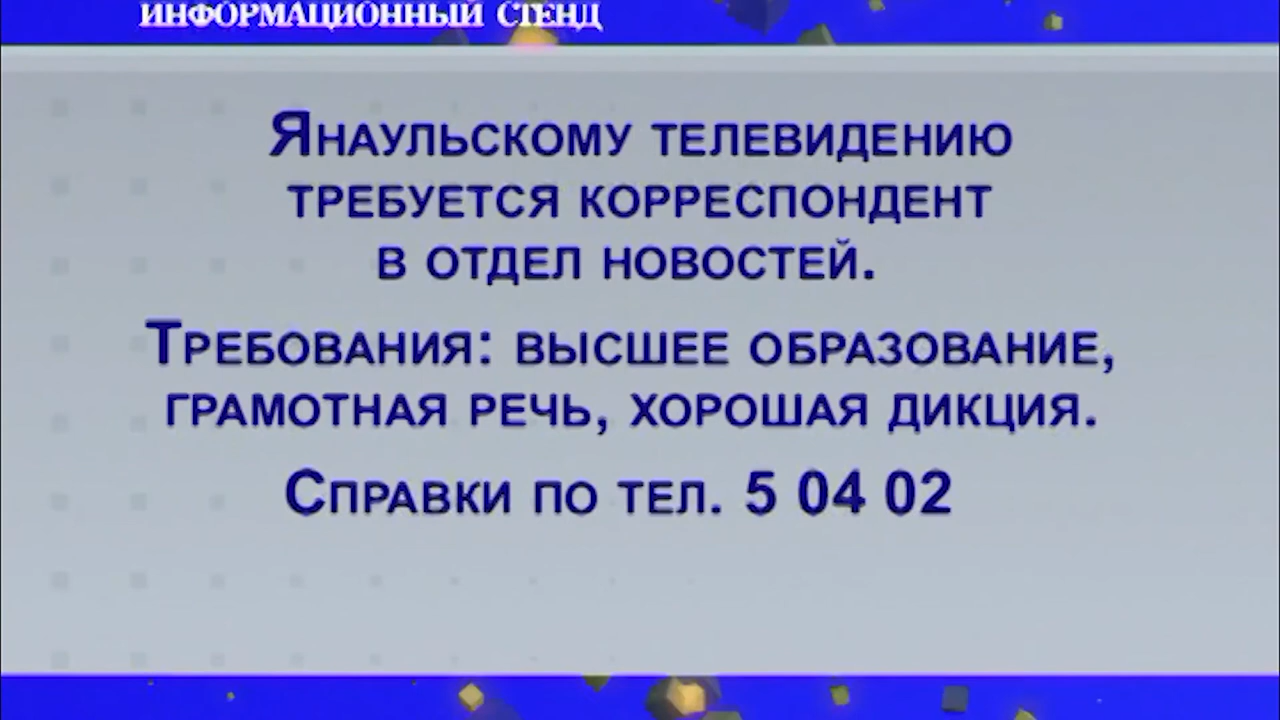 ИНФОРМАЦИОННЫЙ СТЕНД
Янаульскому телевидению
требуется корреспондент
в отдел новостей.
Требования: высшее образование,
грамотная речь, хорошая дикция.
Справки по тел. 5 04 02